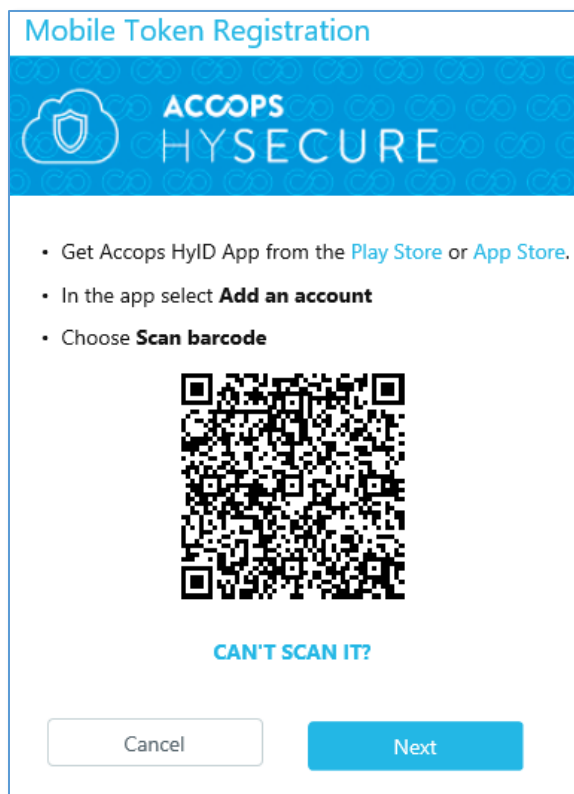 Mobile Token Registration
ACCOPS
HYSECURE
• Get Accops HyID App from the Play Store or App Store.
• In the app select Add an account
• Choose Scan barcode
CAN'T SCAN IT?
Cancel
Next